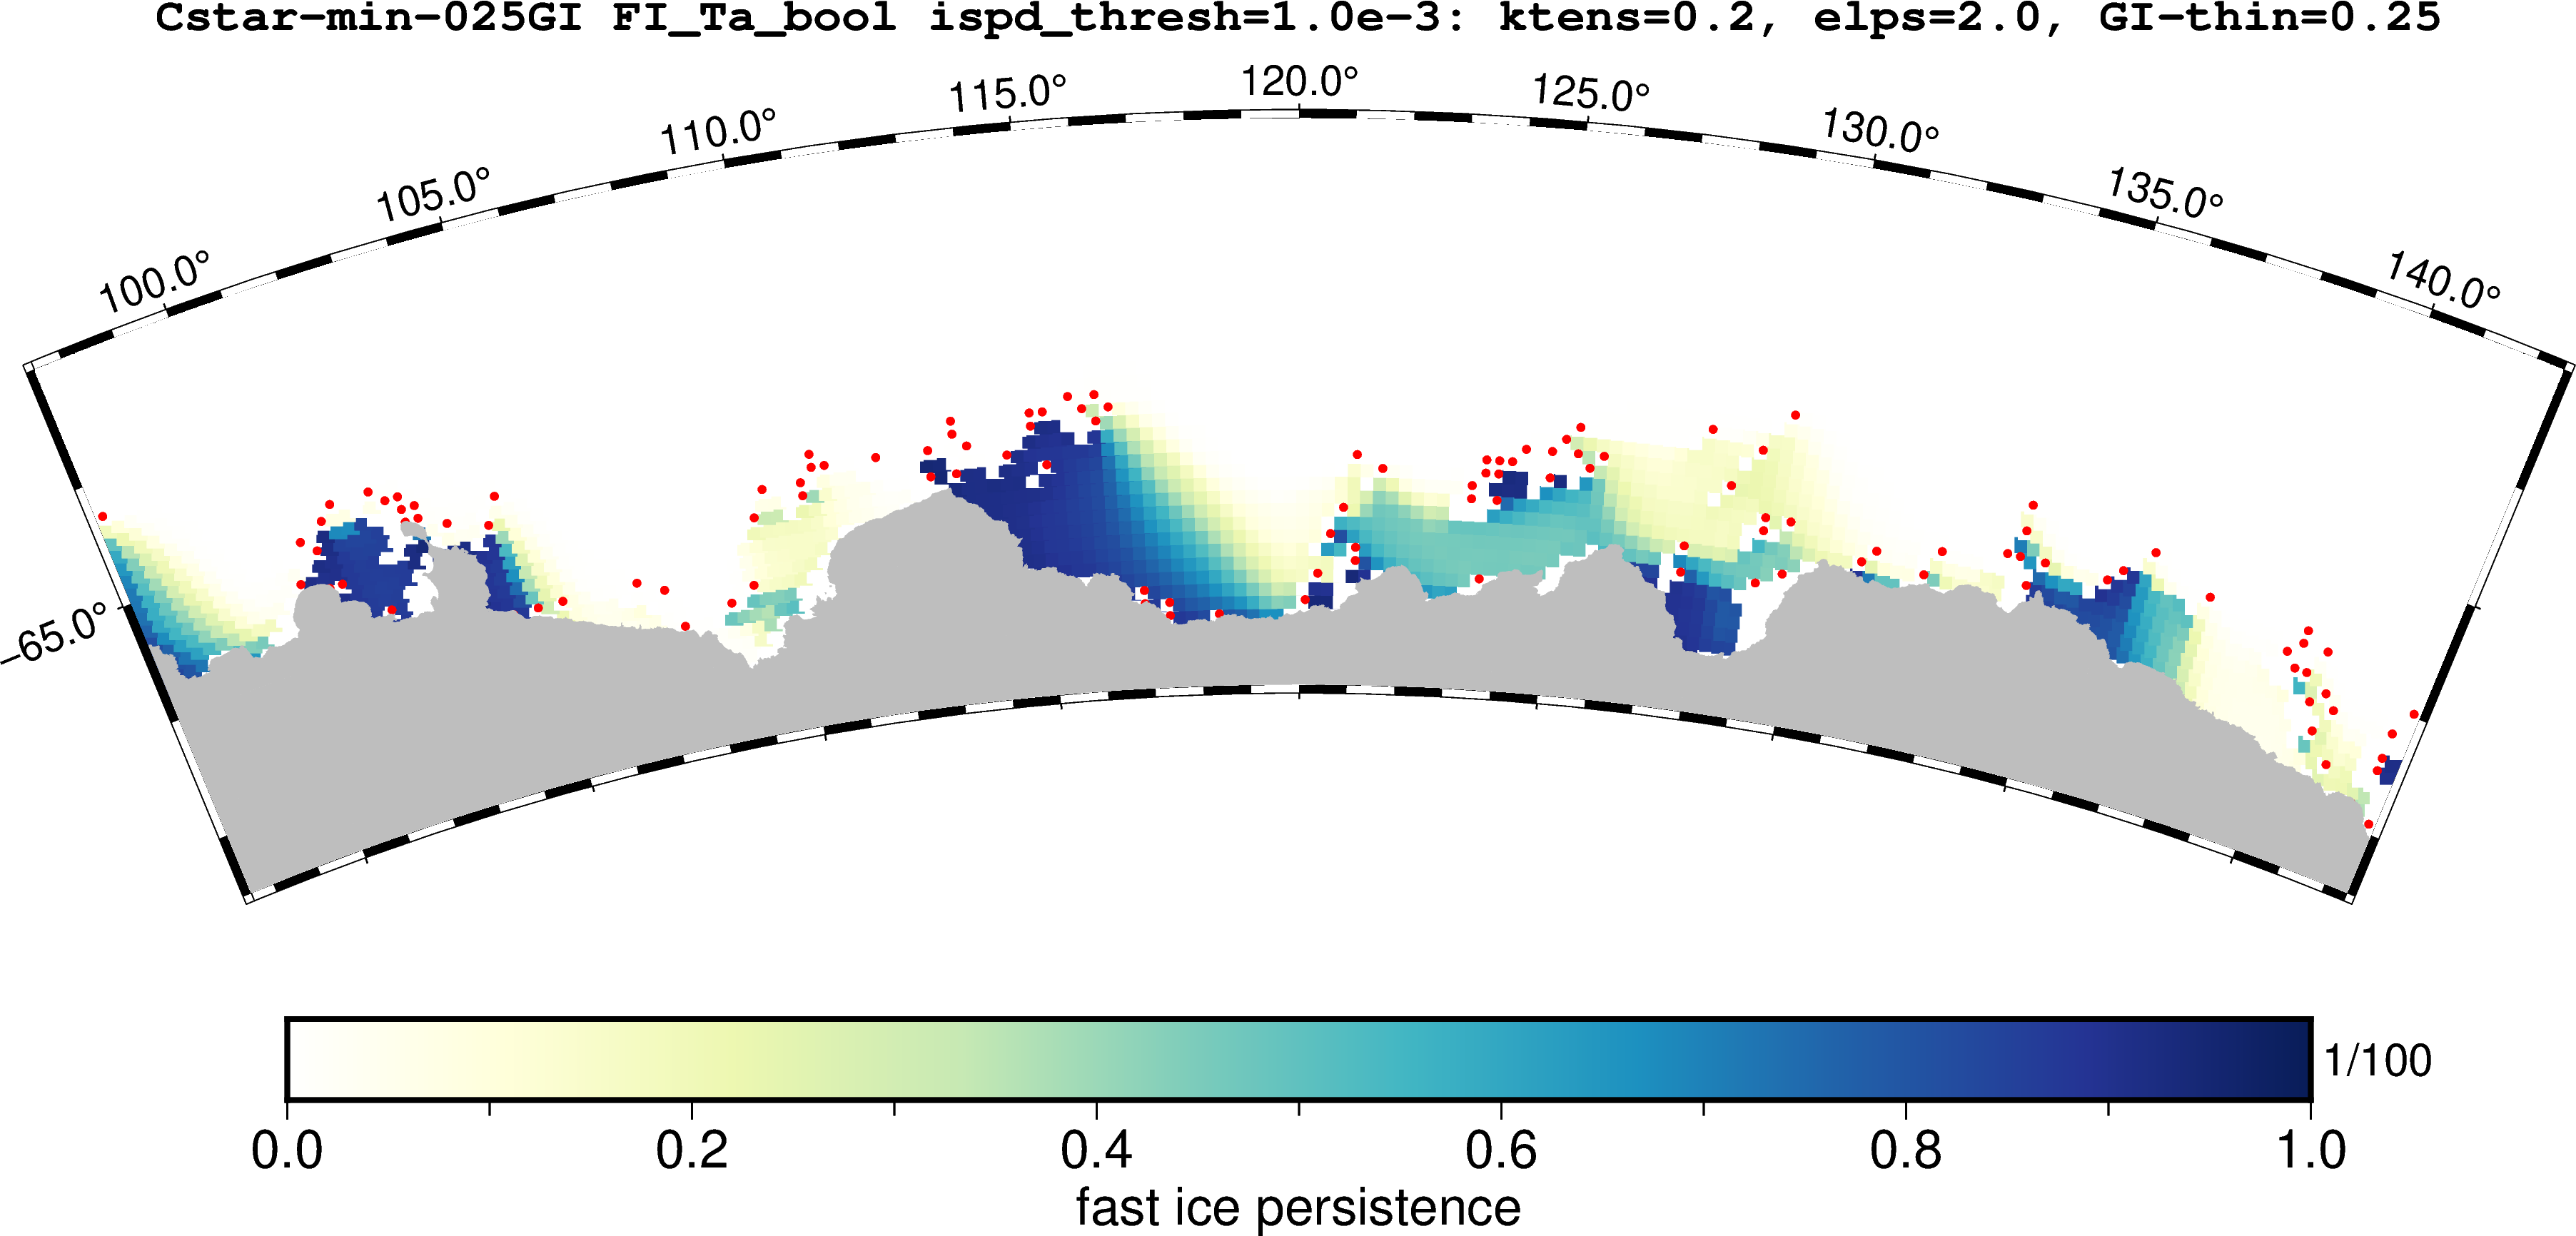 Cstar-min-025GI FI_Ta_bool ispd_thresh=1.0e-3: ktens=0.2, elps=2.0, GI-thin=0.25
100.0° 105.0° 110.0° 115.0° 120.0° 125.0° 130.0° 135.0° 140.0°
-65.0°
1/100
0.0 0.2 0.4 0.6 0.8 1.0
fast ice persistence